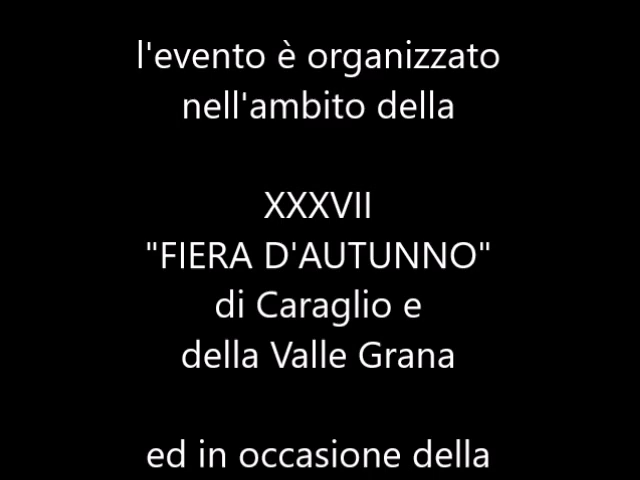 l'evento è organizzato
nell'ambito della
XXXVII
"FIERA D'AUTUNNO"
di Caraglio e
della Valle Grana
ed in occasione della